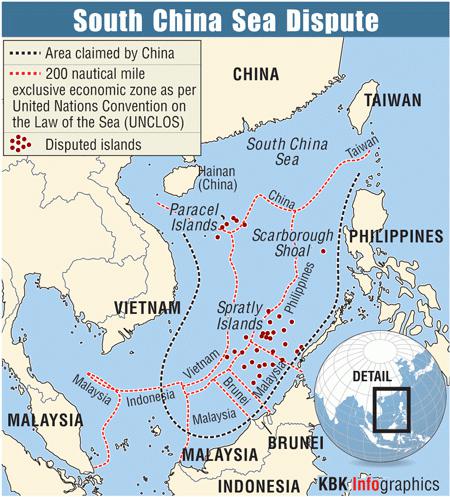 South China Sea Dispute
Area claimed by China
200 nautical mile
exclusive economic zone as per
United Nations Convention on
the Law of the Sea (UNCLOS)
Disputed islands
CHINA
TAIWAN
South China
Sea
Taiwan
Hainan
(China)
China
Paracel
Islands
Scarborough
Shoal
PHILIPPINES
Philippines
VIETNAM
Spratly
Islands
Vietnam
Malaysia
Indonesia
Malaysia
Brunei
Malaysia
DETAIL
MALAYSIA
MALAYSIA
BRUNEI
INDONESIA
KBK Infographics